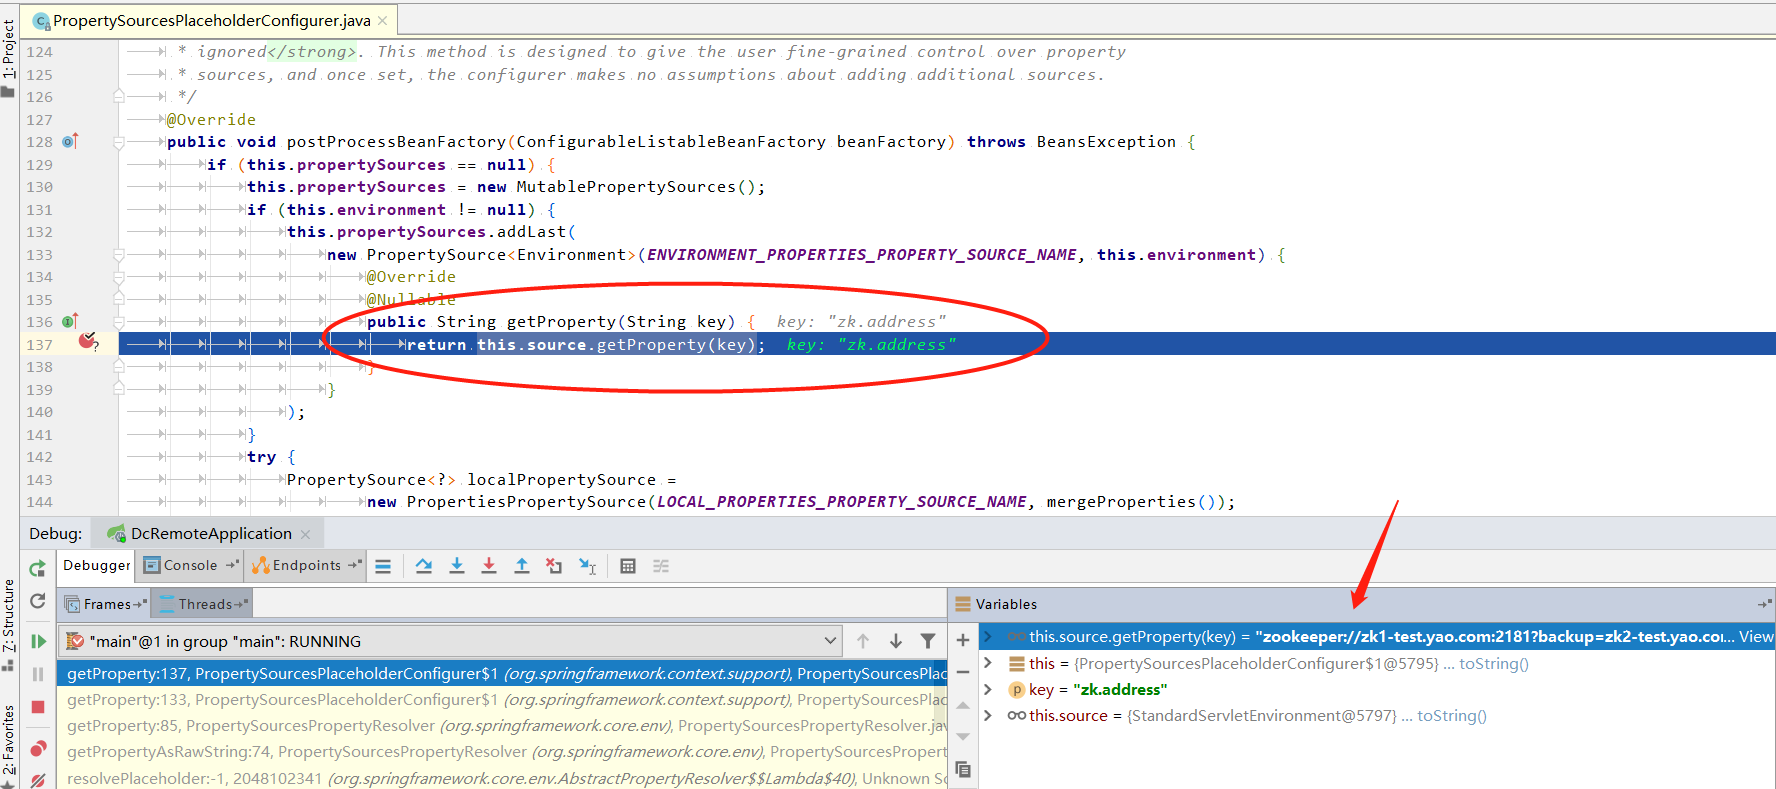 PropertySourcesPlaceholderConfigurer.java
1: Project
124 * ignored</strong>. This method is designed to give the user fine-grained control over property
125 * sources, and once set, the configurer makes no assumptions about adding additional sources.
126 */
127 @Override
128 public void postProcessBeanFactory(ConfigurableListableBeanFactory beanFactory) throws BeansException {
129 if (this.propertySources == null) {
130 this.propertySources = new MutablePropertySources();
131 if (this.environment != null) {
132 this.propertySources.addLast(
133 new PropertySource<Environment>(ENVIRONMENT_PROPERTIES_PROPERTY_SOURCE_NAME, this.environment) {
134 @Override
135 @Nullable
136 public String getProperty(String key) { key: "zk.address"
137 return this.source.getProperty(key); key: "zk.address"
138 }
139 }
140 );
141 }
142 try {
143 PropertySource<?> localPropertySource =
144 new PropertiesPropertySource(LOCAL_PROPERTIES_PROPERTY_SOURCE_NAME, mergeProperties());
Debug: DcRemoteApplication
Debugger Console Endpoints
7: Structure
2: Favorites
Frames Threads
"main"@1 in group "main": RUNNING
getProperty:137, PropertySourcesPlaceholderConfigurer$1 (org.springframework.context.support), PropertySourcesPlac
getProperty:133, PropertySourcesPlaceholderConfigurer$1 (org.springframework.context.support), PropertySourcesPlac
getProperty:85, PropertySourcesPropertyResolver (org.springframework.core.env), PropertySourcesPropertyResolver.jav
getPropertyAsRawString:74, PropertySourcesPropertyResolver (org.springframework.core.env), PropertySourcesPropert
resolvePlaceholder:-1, 2048102341 (org.springframework.core.env.AbstractPropertyResolver$$Lambda$40), Unknown So
Variables
this.source.getProperty(key) = "zookeeper://zk1-test.yao.com:2181?backup=zk2-test.yao.coı... View
this = {PropertySourcesPlaceholderConfigurer$1@5795} ... toString()
key = "zk.address"
this.source = {StandardServletEnvironment@5797} ... toString()